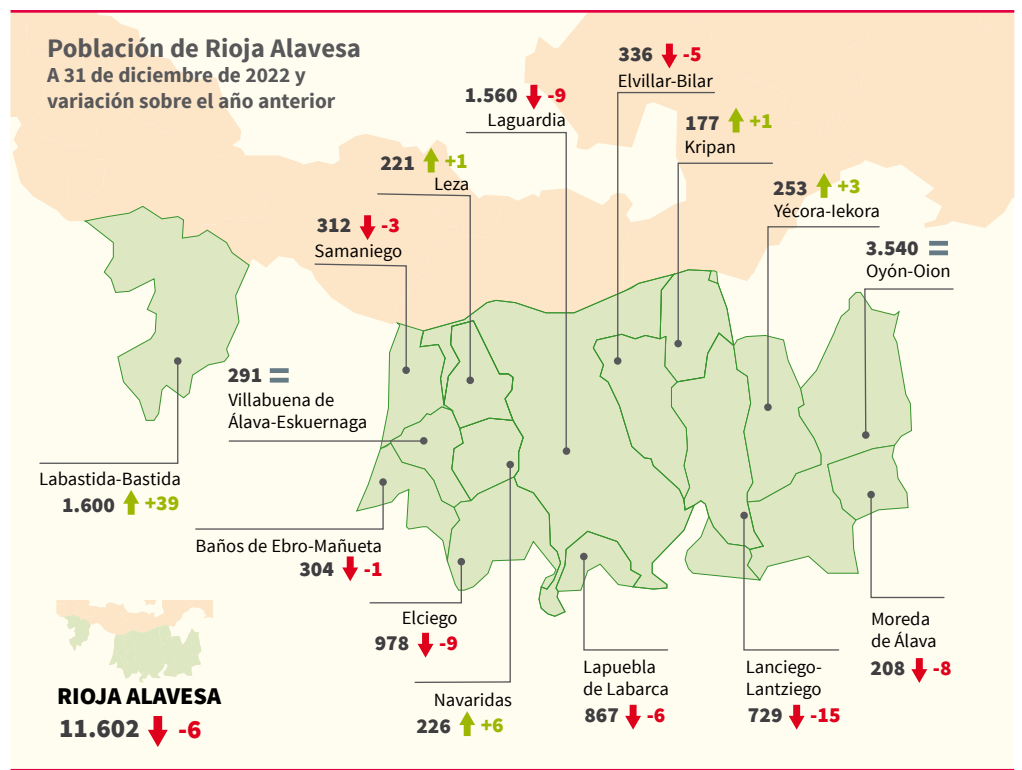 Población de Rioja Alavesa
A 31 de diciembre de 2022 y
variación sobre el año anterior
336 -5
Elvillar-Bilar
1.560 -9
Laguardia
177 +1
Kripan
221 +1
Leza
253 +3
Yécora-Iekora
312 -3
Samaniego
3.540 =
Oyón-Oion
291 =
Villabuena de
Álava-Eskuernaga
Labastida-Bastida
1.600 +39
Baños de Ebro-Mañueta
304 -1
Elciego
978 -9
Navaridas
226 +6
Lapuebla
de Labarca
867 -6
Lanciego-
Lantziego
729 -15
Moreda
de Álava
208 -8
RIOJA ALAVESA
11.602 -6